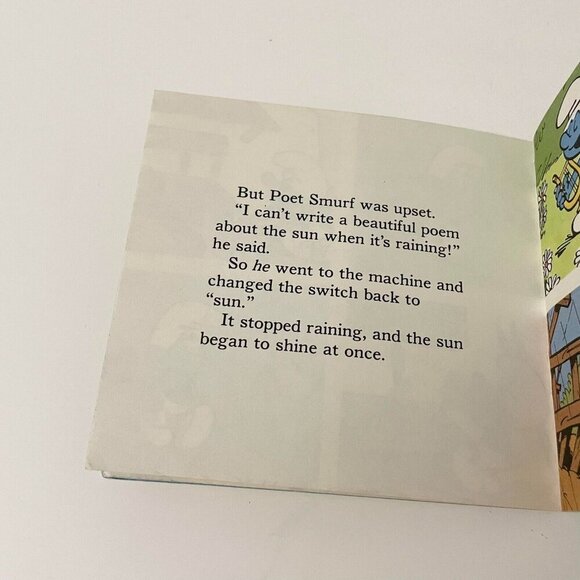 But Poet Smurf was upset.
"I can't write a beautiful poem
about the sun when it's raining!"
he said.
So he went to the machine and
changed the switch back to
"sun."
It stopped raining, and the sun
began to shine at once.